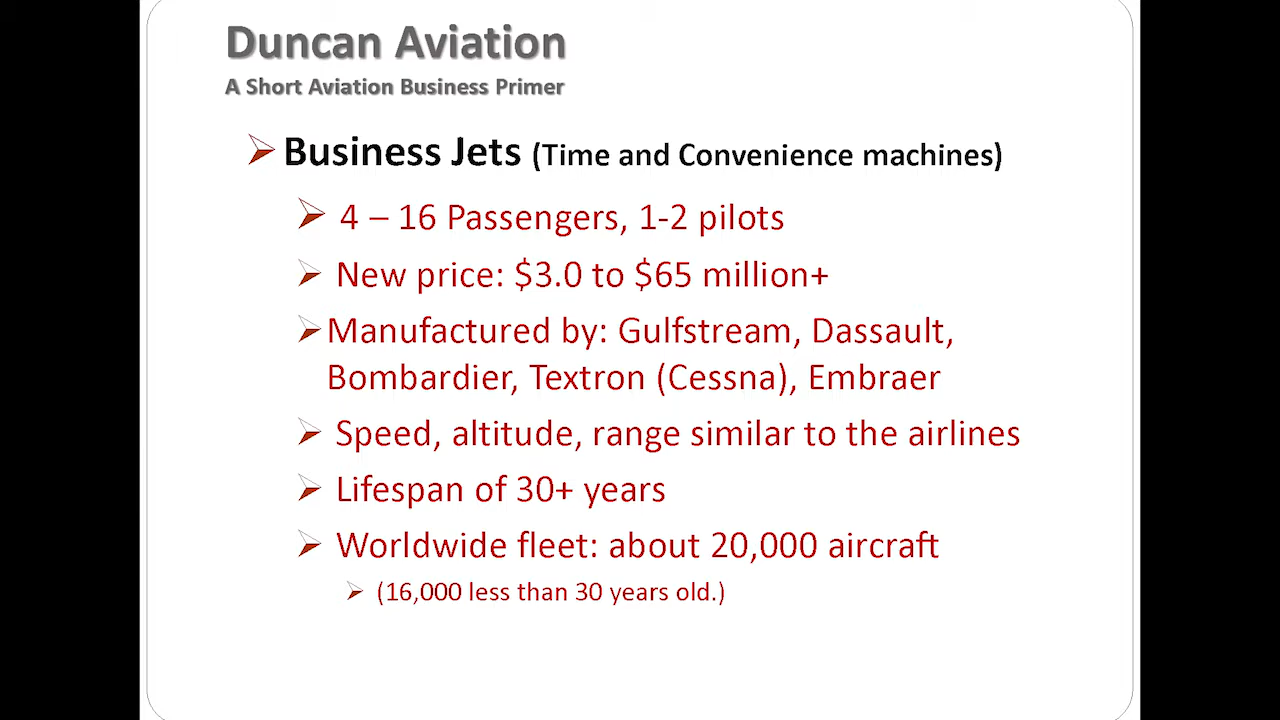 Duncan Aviation
A Short Aviation Business Primer
Business Jets (Time and Convenience machines)
4 – 16 Passengers, 1-2 pilots
New price: $3.0 to $65 million+
Manufactured by: Gulfstream, Dassault,
Bombardier, Textron (Cessna), Embraer
Speed, altitude, range similar to the airlines
Lifespan of 30+ years
Worldwide fleet: about 20,000 aircraft
(16,000 less than 30 years old.)